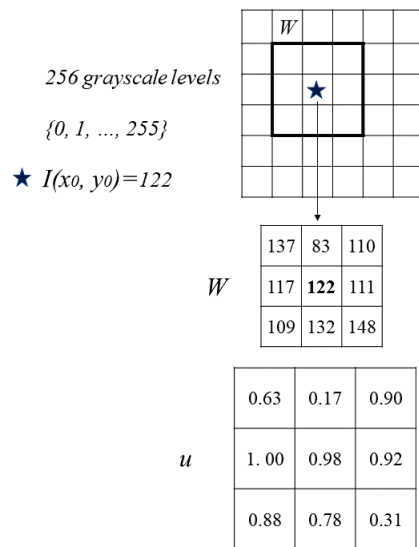 W
256 grayscale levels
{0, 1, ..., 255}
★ I(x0, y0)=122
137 83 110
W 117 122 111
109 132 148
0.63 0.17 0.90
u 1. 00 0.98 0.92
0.88 0.78 0.31